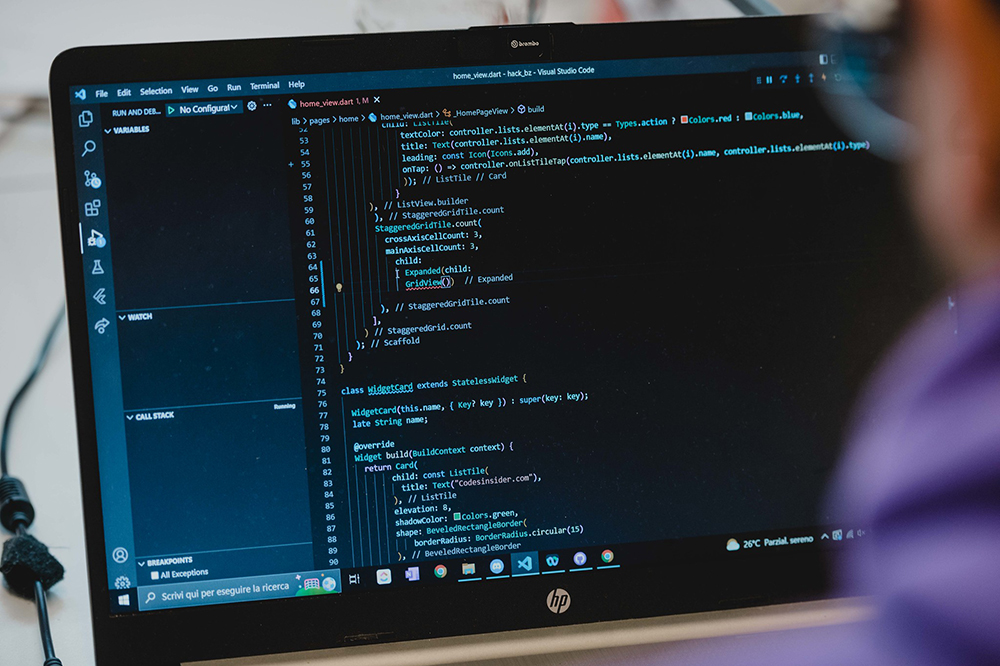 brembo
home_view.dart - hack_bz - Visual Studio Code
File Edit Selection View Go Run Terminal Help
RUN AND DEB... No Configurat
home_view.dart 1, M
lib > pages > home > home_view.dart > _HomePageView > build
VARIABLES
WATCH
CALL STACK
Running
BREAKPOINTS
All Exceptions
52 child: ListTile(
53 textColor: controller.lists.elementAt(i).type == Types.action ? Colors.red : Colors.blue,
54 title: Text(controller.lists.elementAt(i).name),
55 leading: const Icon(Icons.add),
56 onTap: () => controller.onListTileTap(controller.lists.elementAt(i).name, controller.lists.elementAt(i).type)
57 )); // ListTile // Card
58 }
59 ), // ListView.builder
60 ), // StaggeredGridTile.count
61 StaggeredGridTile.count(
62 crossAxisCellCount: 3,
63 mainAxisCellCount: 3,
64 child:
65 Expanded(child:
66 GridView()) // Expanded
67
68 ), // StaggeredGridTile.count
69 ],
70 ) // StaggeredGrid.count
71 ); // Scaffold
72 }
73 }
74
75 class WidgetCard extends StatelessWidget {
76
77 WidgetCard(this.name, { Key? key }) : super(key: key);
78 late String name;
79
80 @override
81 Widget build(BuildContext context) {
82 return Card(
83 child: const ListTile(
84 title: Text("Codesinsider.com"),
85 ), // ListTile
86 elevation: 8,
87 shadowColor: Colors.green,
88 shape: BeveledRectangleBorder(
89 borderRadius: BorderRadius.circular(15)
90 ), // BeveledRectangleBorder
Scrivi qui per eseguire la ricerca
26°C Parzial. sereno
hp